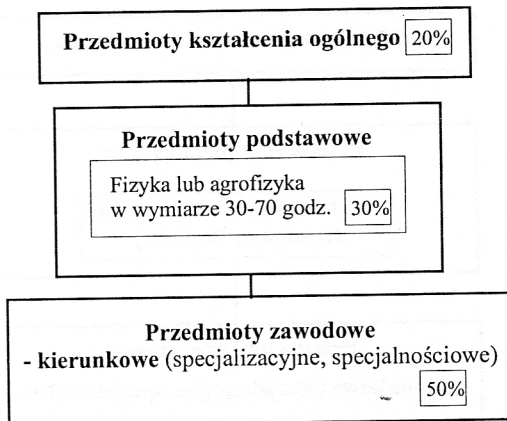 Przedmioty kształcenia ogólnego 20%
Przedmioty podstawowe
Fizyka lub agrofizyka
w wymiarze 30-70 godz. 30%
Przedmioty zawodowe
- kierunkowe (specjalizacyjne, specjalnościowe)
50%